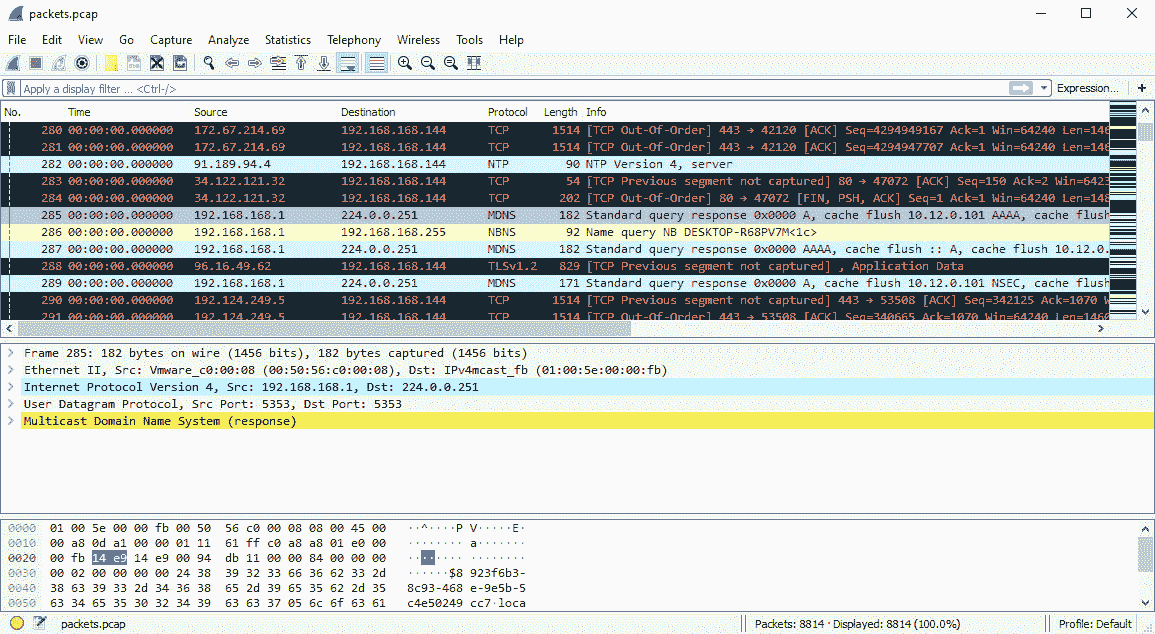 packets.pcap
File Edit View Go Capture Analyze Statistics Telephony Wireless Tools Help
Apply a display filter ... <Ctrl-/> Expression... +
No. Time Source Destination Protocol Length Info
280 00:00:00.000000 172.67.214.69 192.168.168.144 TCP 1514 [TCP Out-Of-Order] 443 → 42120 [ACK] Seq=4294949167 Ack=1 Win=64240 Len=146
281 00:00:00.000000 172.67.214.69 192.168.168.144 TCP 1514 [TCP Out-Of-Order] 443 → 42120 [ACK] Seq=4294947707 Ack=1 Win=64240 Len=146
282 00:00:00.000000 91.189.94.4 192.168.168.144 NTP 90 NTP Version 4, server
283 00:00:00.000000 34.122.121.32 192.168.168.144 TCP 54 [TCP Previous segment not captured] 80 → 47072 [ACK] Seq=150 Ack=2 Win=642
284 00:00:00.000000 34.122.121.32 192.168.168.144 TCP 202 [TCP Out-Of-Order] 80 → 47072 [FIN, PSH, ACK] Seq=1 Ack=1 Win=64240 Len=14
285 00:00:00.000000 192.168.168.1 224.0.0.251 MDNS 182 Standard query response 0x0000 A, cache flush 10.12.0.101 AAAA, cache flush
286 00:00:00.000000 192.168.168.1 192.168.168.255 NBNS 92 Name query NB DESKTOP-R68PV7M<1c>
287 00:00:00.000000 192.168.168.1 224.0.0.251 MDNS 182 Standard query response 0x0000 AAAA, cache flush :: A, cache flush 10.12.0.
288 00:00:00.000000 96.16.49.62 192.168.168.144 TLSv1.2 829 [TCP Previous segment not captured] , Application Data
289 00:00:00.000000 192.168.168.1 224.0.0.251 MDNS 171 Standard query response 0x0000 A, cache flush 10.12.0.101 NSEC, cache flush
290 00:00:00.000000 192.124.249.5 192.168.168.144 TCP 1514 [TCP Previous segment not captured] 443 → 53508 [ACK] Seq=342125 Ack=1070 W
291 00:00:00.000000 192.124.249.5 192.168.168.144 TCP 1514 [TCP Out-Of-Order] 443 → 53508 [ACK] Seq=340665 Ack=1070 Win=64240 Len=1460
Frame 285: 182 bytes on wire (1456 bits), 182 bytes captured (1456 bits)
Ethernet II, Src: Vmware_c0:00:08 (00:50:56:c0:00:08), Dst: IPv4mcast_fb (01:00:5e:00:00:fb)
Internet Protocol Version 4, Src: 192.168.168.1, Dst: 224.0.0.251
User Datagram Protocol, Src Port: 5353, Dst Port: 5353
Multicast Domain Name System (response)
0000 01 00 5e 00 00 fb 00 50 56 c0 00 08 08 00 45 00 ··^····P V·····E·
0010 00 a8 0d a1 00 00 01 11 61 ff c0 a8 a8 01 e0 00 ········ a·······
0020 00 fb 14 e9 14 e9 00 94 db 11 00 00 84 00 00 00 ········ ········
0030 00 02 00 00 00 00 24 38 39 32 33 66 36 62 33 2d ······$8 923f6b3-
0040 38 63 39 33 2d 34 36 38 65 2d 39 65 35 62 2d 35 8c93-468 e-9e5b-5
0050 63 34 65 35 30 32 34 39 63 63 37 05 6c 6f 63 61 c4e50249 cc7·loca
packets.pcap Packets: 8814 · Displayed: 8814 (100.0%) Profile: Default